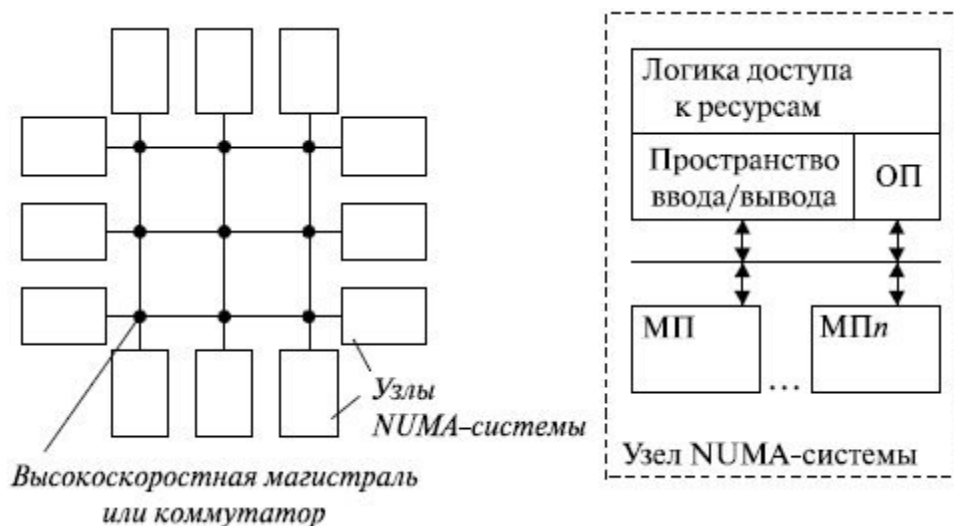 Узлы
NUMA-системы
Высокоскоростная магистраль
или коммутатор
Логика доступа
к ресурсам
Пространство
ввода/вывода
ОП
МП
...
МПn
Узел NUMA-системы